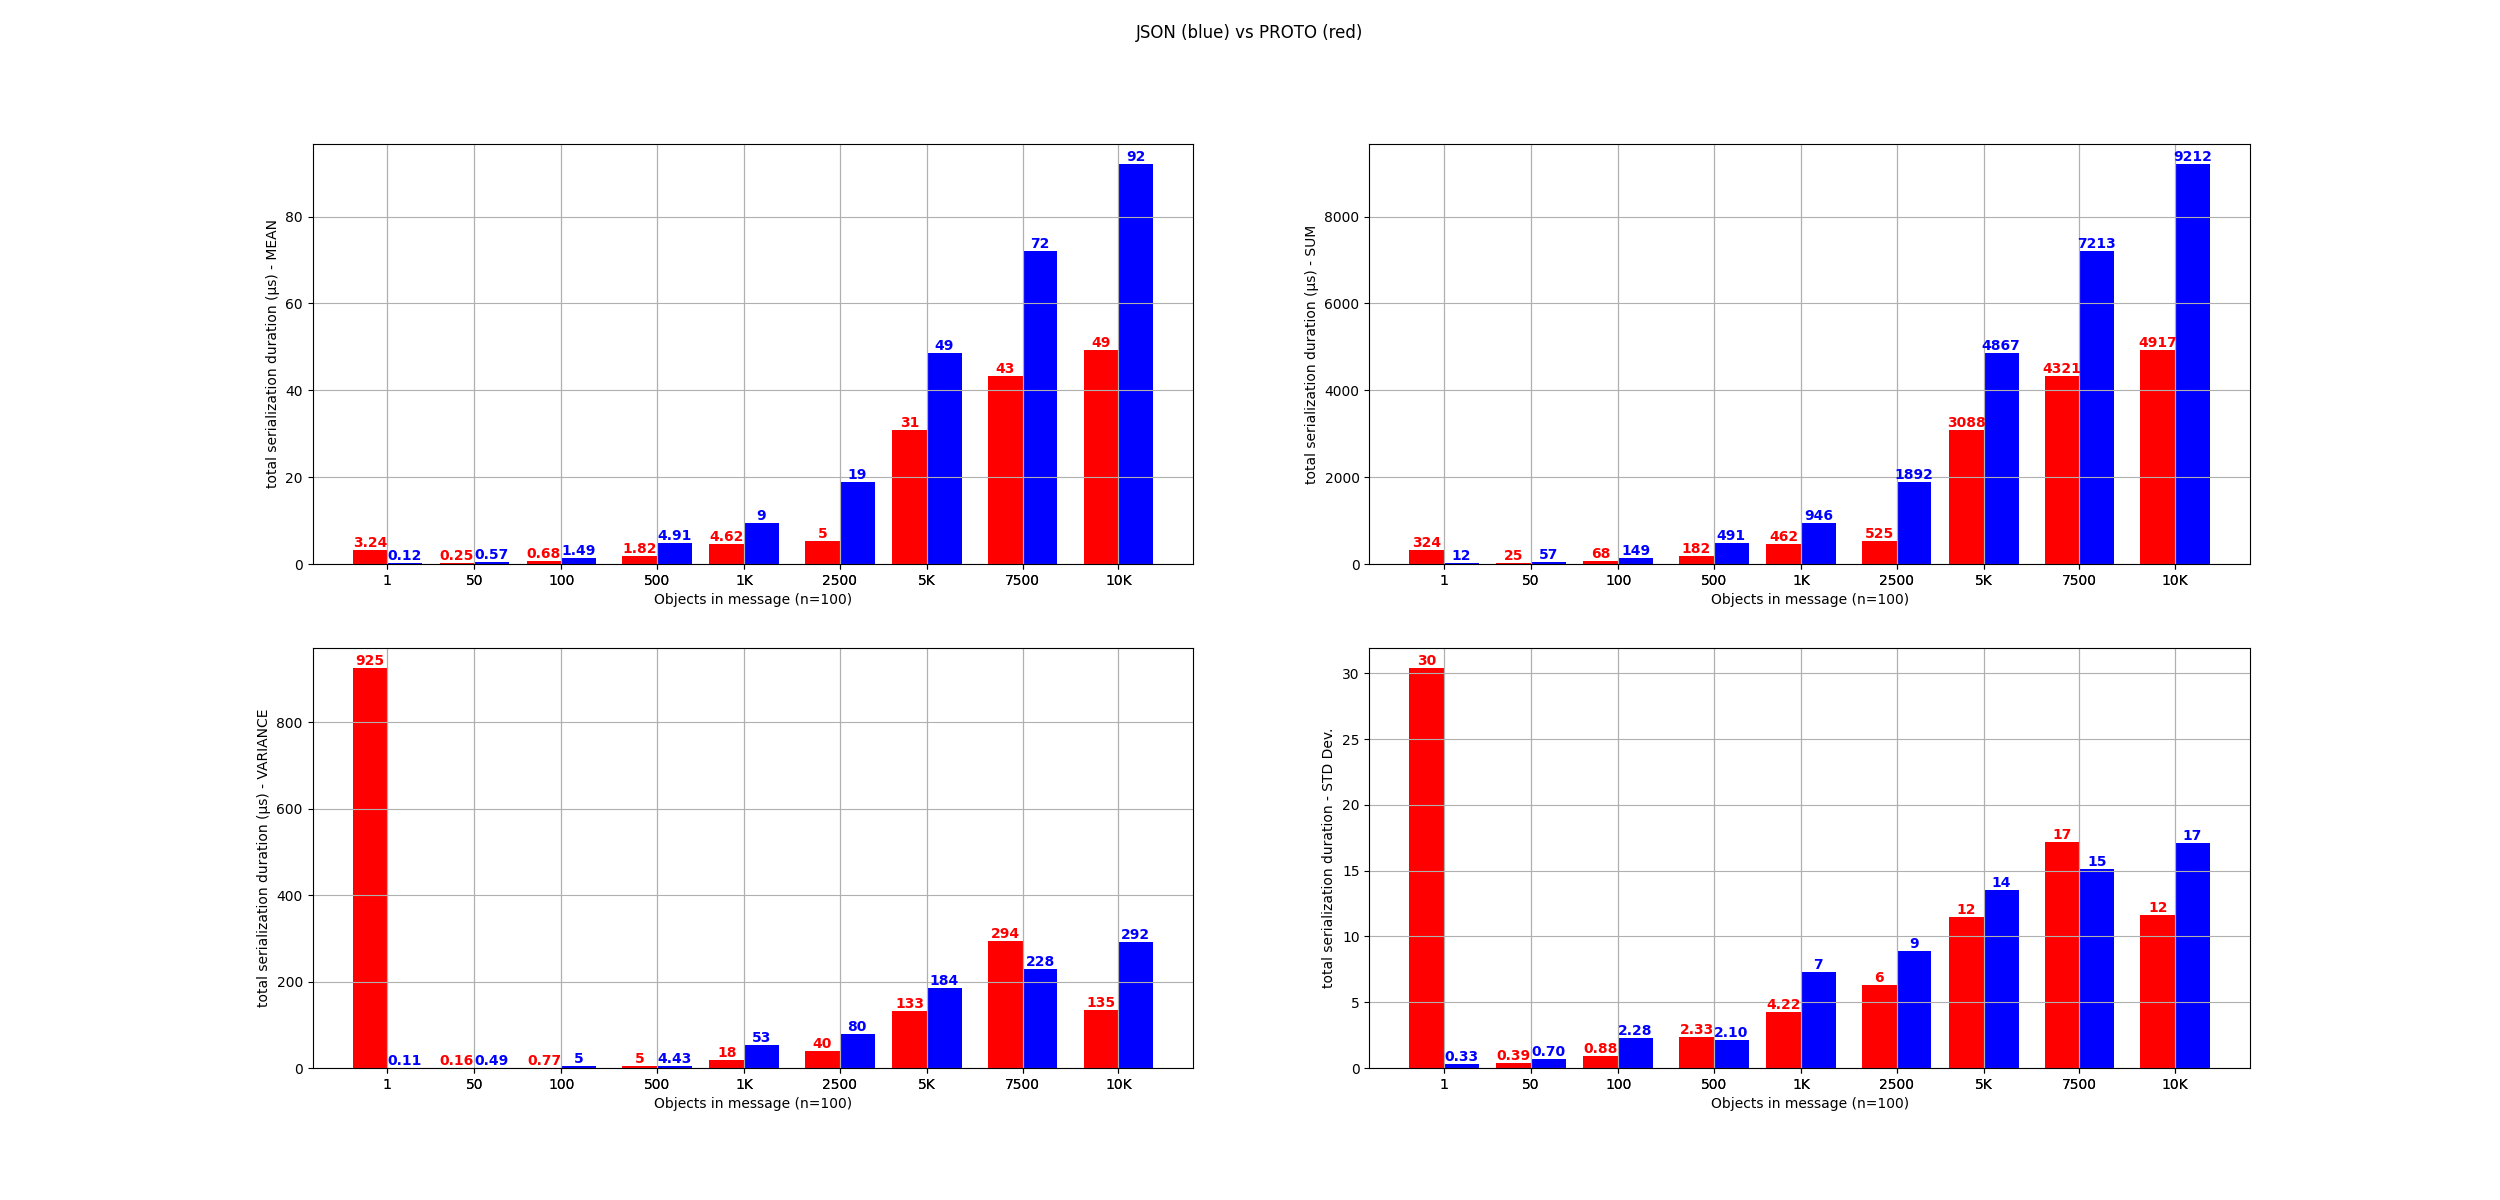 JSON (blue) vs PROTO (red)
total serialization duration (µs) - MEAN
80
60
40
20
0
3.24 0.12 0.25 0.57 0.68 1.49 1.82 4.91 4.62 9 5 19 31 49 43 72 49 92
1 50 100 500 1K 2500 5K 7500 10K
Objects in message (n=100)
total serialization duration (µs) - SUM
8000
6000
4000
2000
0
324 12 25 57 68 149 182 491 462 946 525 1892 3088 4867 4321 7213 4917 9212
1 50 100 500 1K 2500 5K 7500 10K
Objects in message (n=100)
total serialization duration (µs) - VARIANCE
800
600
400
200
0
925 0.11 0.16 0.49 0.77 5 5 4.43 18 53 40 80 133 184 294 228 135 292
1 50 100 500 1K 2500 5K 7500 10K
Objects in message (n=100)
total serialization duration - STD Dev.
30
25
20
15
10
5
0
30 0.33 0.39 0.70 0.88 2.28 2.33 2.10 4.22 7 6 9 12 14 17 15 12 17
1 50 100 500 1K 2500 5K 7500 10K
Objects in message (n=100)